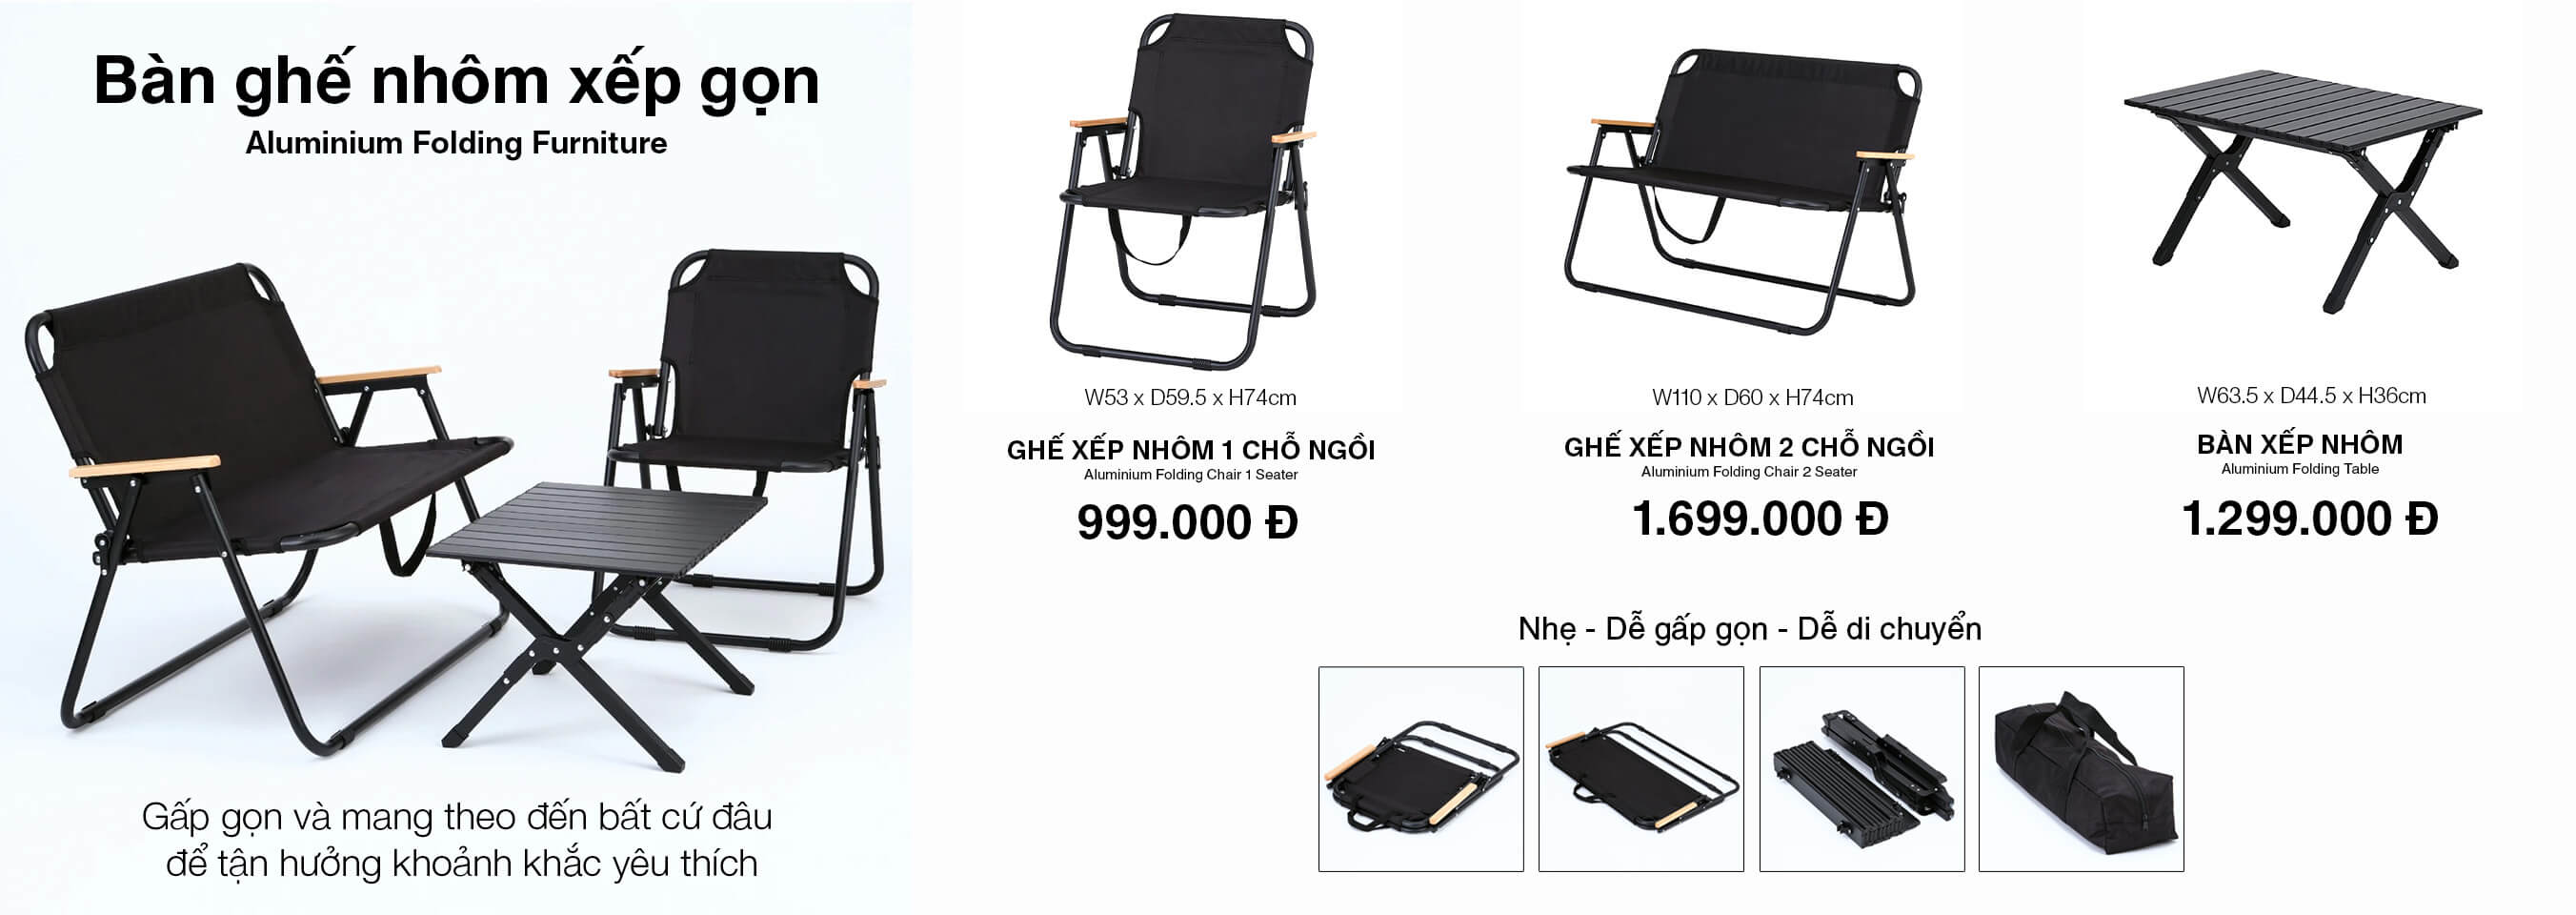 Bàn ghế nhôm xếp gọn
Aluminium Folding Furniture
Gấp gọn và mang theo đến bất cứ đâu
để tận hưởng khoảnh khắc yêu thích
W53 x D59.5 x H74cm
GHẾ XẾP NHÔM 1 CHỖ NGỒI
Aluminium Folding Chair 1 Seater
999.000 Đ
W110 x D60 x H74cm
GHẾ XẾP NHÔM 2 CHỖ NGỒI
Aluminium Folding Chair 2 Seater
1.699.000 Đ
W63.5 x D44.5 x H36cm
BÀN XẾP NHÔM
Aluminium Folding Table
1.299.000 Đ
Nhẹ - Dễ gấp gọn - Dễ di chuyển